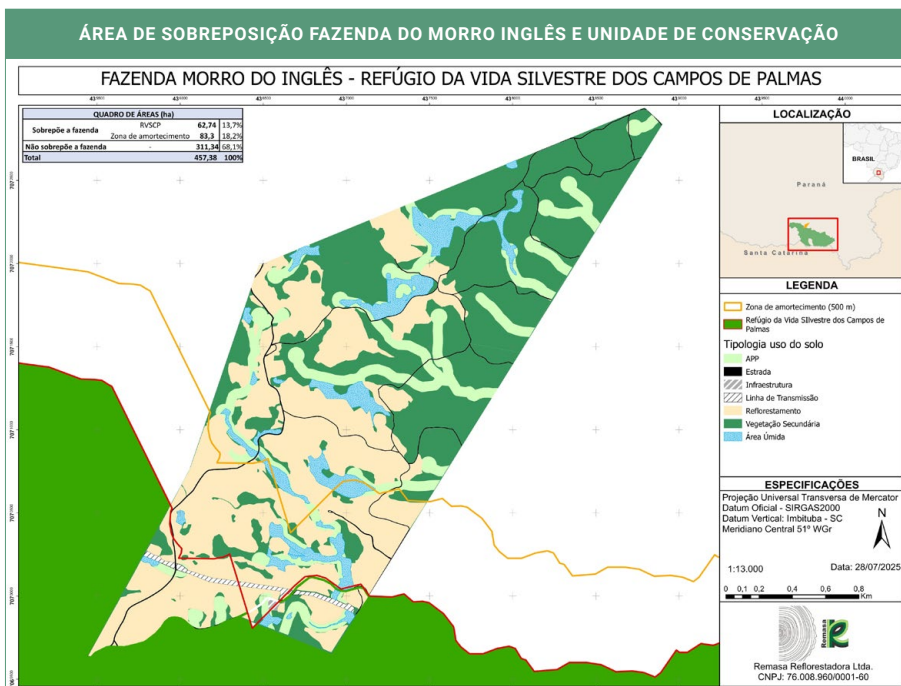 ÁREA DE SOBREPOSIÇÃO FAZENDA DO MORRO INGLÊS E UNIDADE DE CONSERVAÇÃO
FAZENDA MORRO DO INGLÊS - REFÚGIO DA VIDA SILVESTRE DOS CAMPOS DE PALMAS
QUADRO DE ÁREAS (ha)
Sobrepõe a fazenda RVSCP 62,74 13,7%
Zona de amortecimento 83,3 18,2%
Não sobrepõe a fazenda - 311,34 68,1%
Total 457,38 100%
LOCALIZAÇÃO
BRASIL
Paraná
Santa Catarina
LEGENDA
Zona de amortecimento (500 m)
Refúgio da Vida Silvestre dos Campos de
Palmas
Tipologia uso do solo
APP
Estrada
Infraestrutura
Linha de Transmissão
Reflorestamento
Vegetação Secundária
Área Úmida
ESPECIFICAÇÕES
Projeção Universal Transversa de Mercator
Datum Oficial - SIRGAS2000
Datum Vertical: Imbituba - SC
Meridiano Central 51º WGr
N
1:13.000 Data: 28/07/2025
0 0,1 0,2 0,4 0,6 0,8
Km
Remasa
Remasa Reflorestadora Ltda.
CNPJ: 76.008.960/0001-60